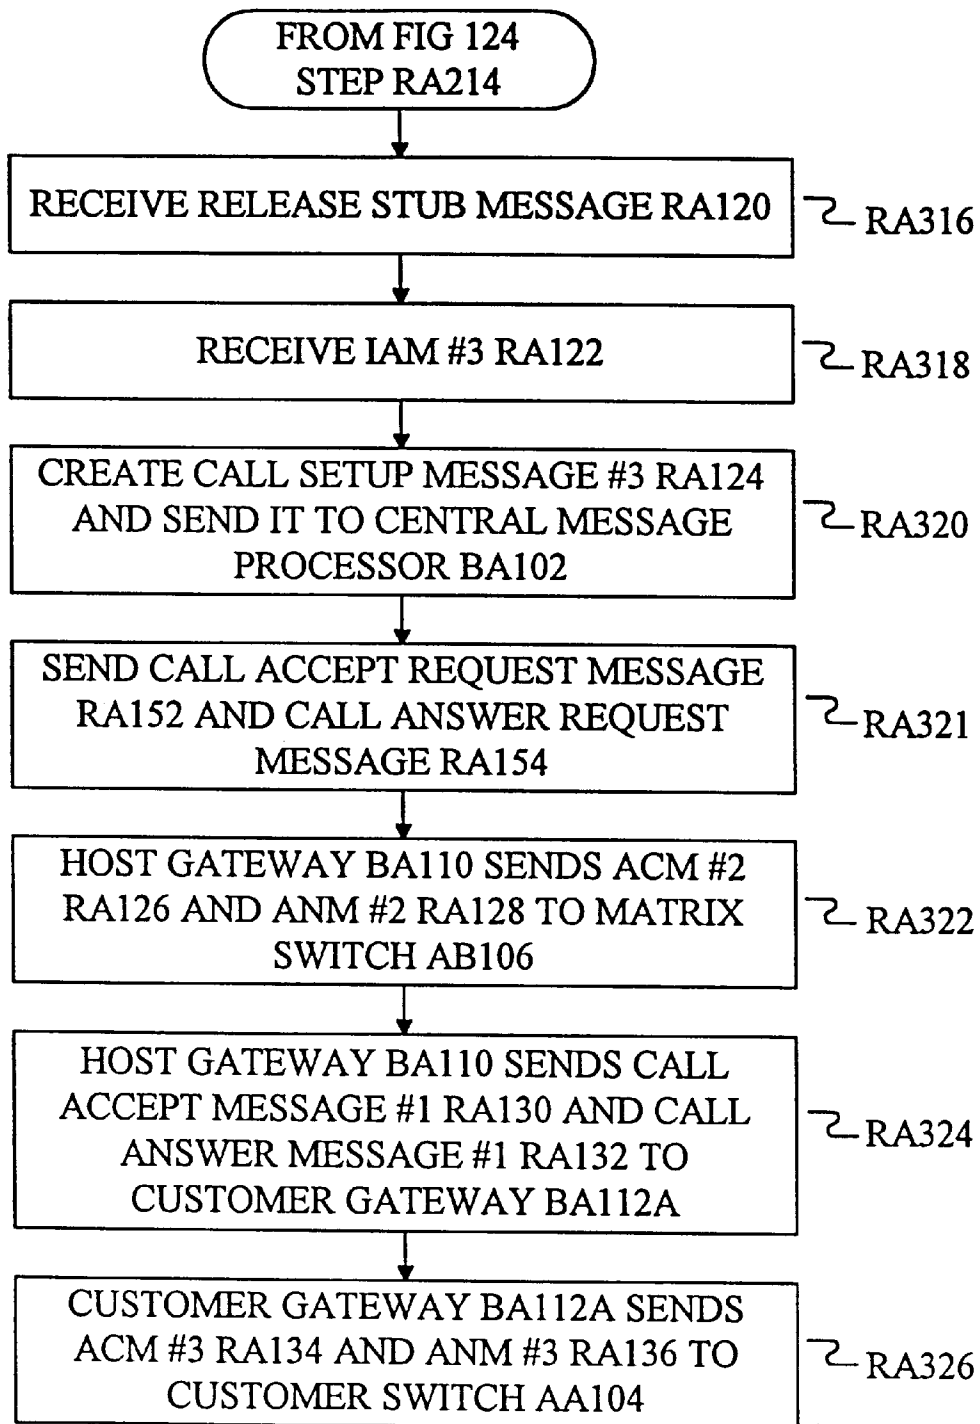 FROM FIG 124
STEP RA214
RECEIVE RELEASE STUB MESSAGE RA120
RA316
RECEIVE IAM #3 RA122
RA318
CREATE CALL SETUP MESSAGE #3 RA124
AND SEND IT TO CENTRAL MESSAGE
PROCESSOR BA102
RA320
SEND CALL ACCEPT REQUEST MESSAGE
RA152 AND CALL ANSWER REQUEST
MESSAGE RA154
RA321
HOST GATEWAY BA110 SENDS ACM #2
RA126 AND ANM #2 RA128 TO MATRIX
SWITCH AB106
RA322
HOST GATEWAY BA110 SENDS CALL
ACCEPT MESSAGE #1 RA130 AND CALL
ANSWER MESSAGE #1 RA132 TO
CUSTOMER GATEWAY BA112A
RA324
CUSTOMER GATEWAY BA112A SENDS
ACM #3 RA134 AND ANM #3 RA136 TO
CUSTOMER SWITCH AA104
RA326